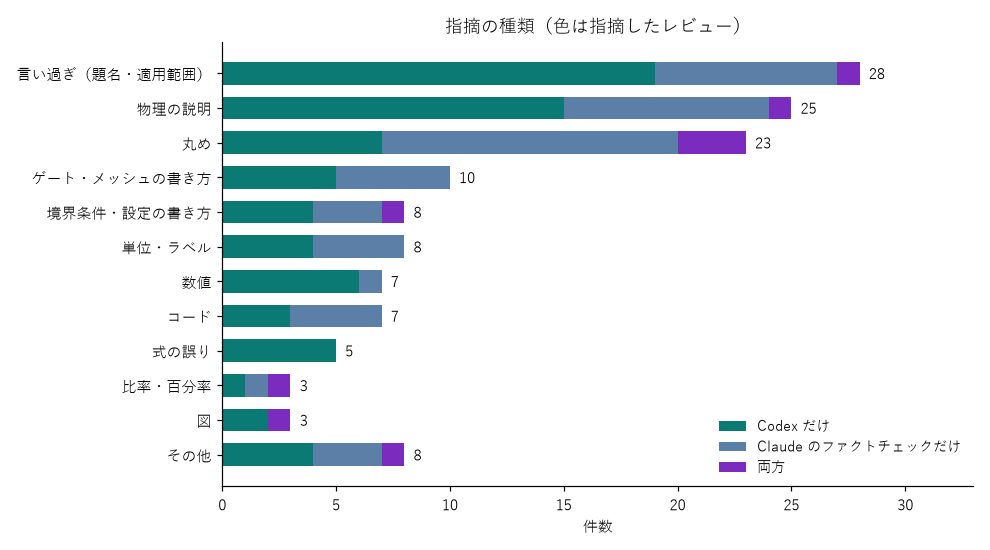 指摘の種類（色は指摘したレビュー）
言い過ぎ（題名・適用範囲） 28
物理の説明 25
丸め 23
ゲート・メッシュの書き方 10
境界条件・設定の書き方 8
単位・ラベル 8
数値 7
コード 7
式の誤り 5
比率・百分率 3
図 3
その他 8
Codex だけ
Claude のファクトチェックだけ
両方
0 5 10 15 20 25 30
件数